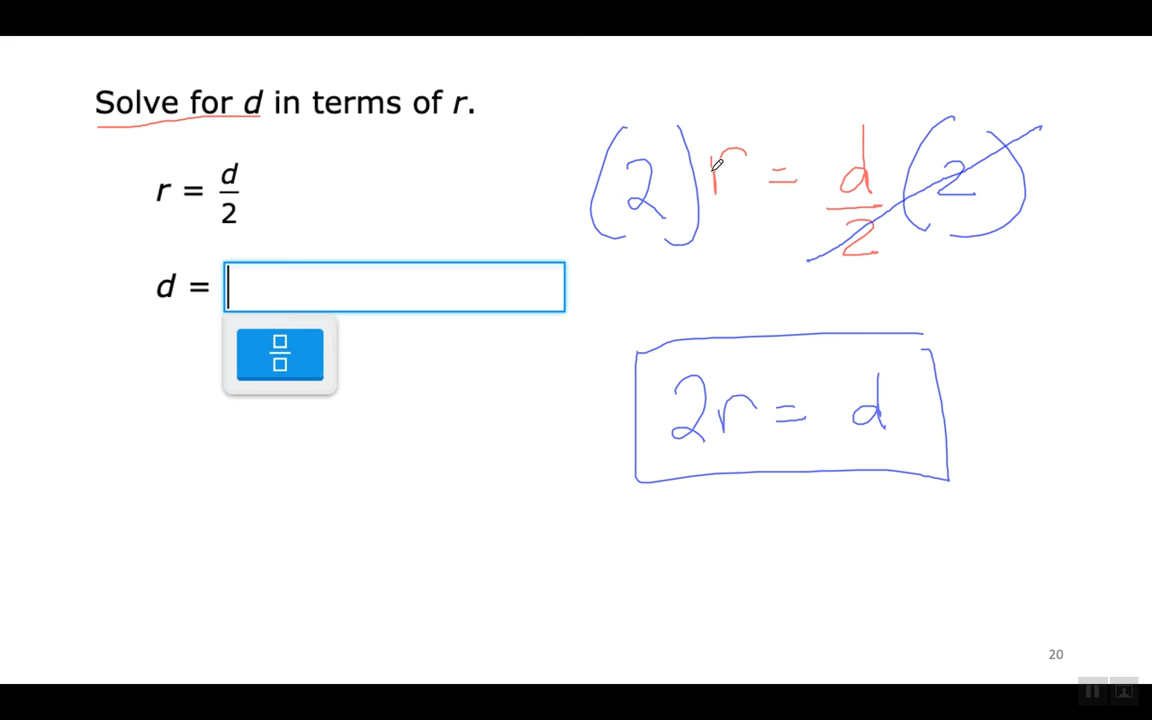 Solve for d in terms of r.
r = d/2
d =
(2) r = d/2 (2)
2r = d
20